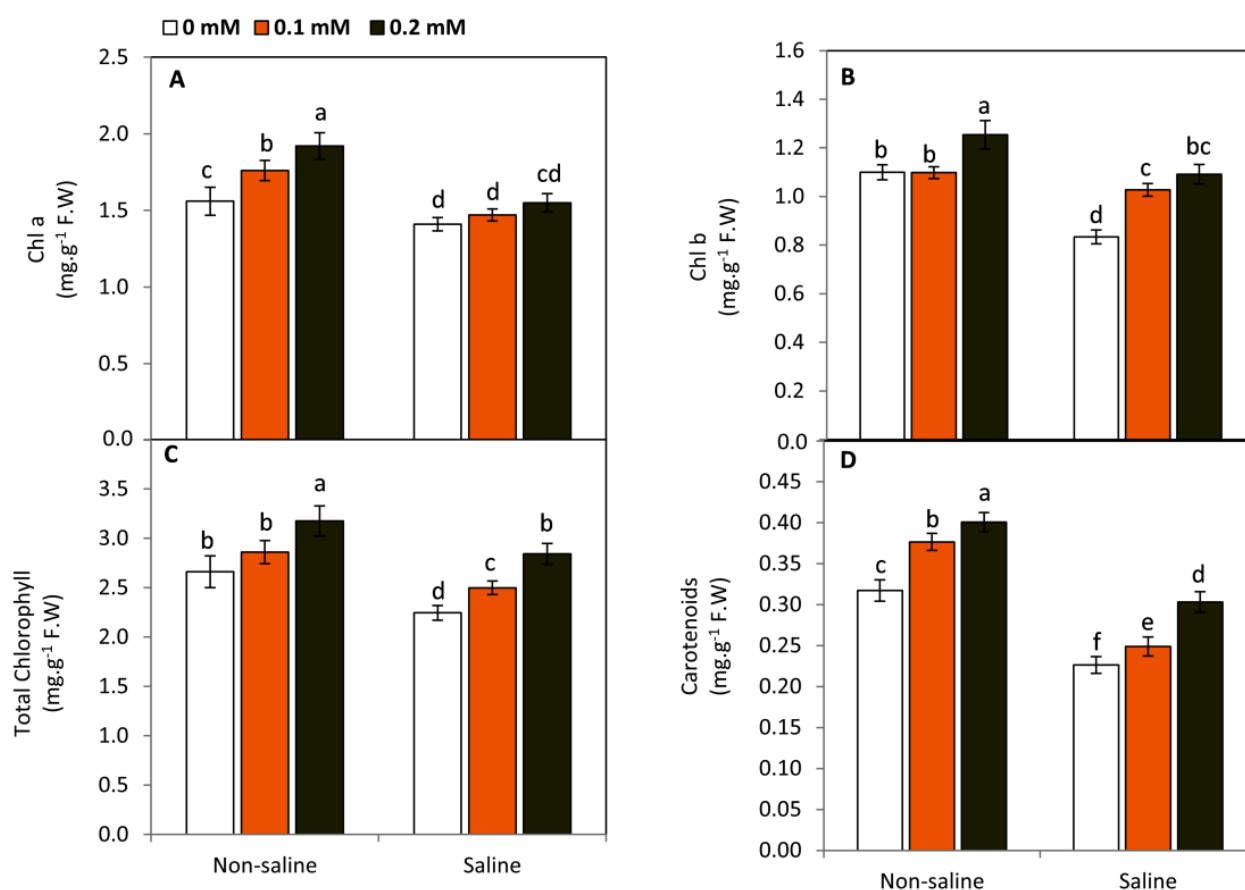 0 mM 0.1 mM 0.2 mM
A
2.5
2.0
1.5
1.0
0.5
0.0
Chl a
(mg.g⁻¹ F.W)
c b a d d cd
B
1.6
1.4
1.2
1.0
0.8
0.6
0.4
0.2
0.0
Chl b
(mg.g⁻¹ F.W)
b b a d c bc
C
3.5
3.0
2.5
2.0
1.5
1.0
0.5
0.0
Total Chlorophyll
(mg.g⁻¹ F.W)
b b a d c b
Non-saline Saline
D
0.45
0.40
0.35
0.30
0.25
0.20
0.15
0.10
0.05
0.00
Carotenoids
(mg.g⁻¹ F.W)
c b a f e d
Non-saline Saline